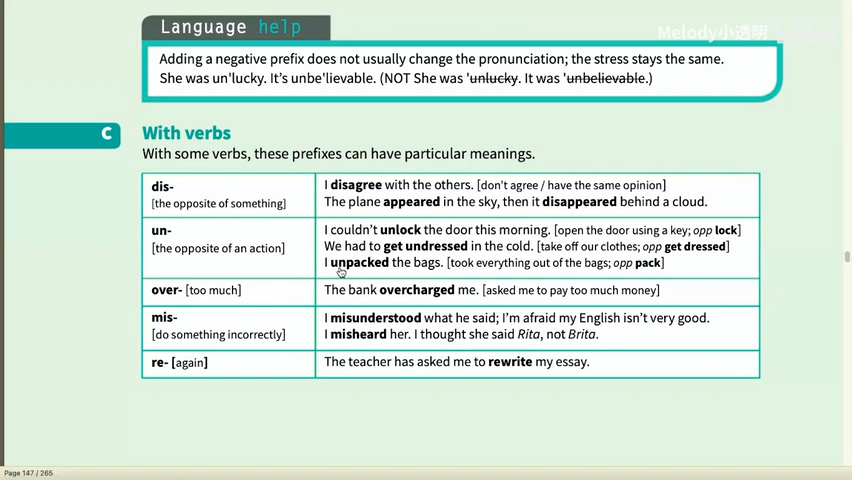 Language help
Melody小透明
Adding a negative prefix does not usually change the pronunciation; the stress stays the same.
She was un'lucky. It's unbe'lievable. (NOT She was 'unlucky. It was 'unbelievable.)
C
With verbs
With some verbs, these prefixes can have particular meanings.
dis-
[the opposite of something]
I disagree with the others. [don't agree / have the same opinion]
The plane appeared in the sky, then it disappeared behind a cloud.
un-
[the opposite of an action]
I couldn't unlock the door this morning. [open the door using a key; opp lock]
We had to get undressed in the cold. [take off our clothes; opp get dressed]
I unpacked the bags. [took everything out of the bags; opp pack]
over- [too much]
The bank overcharged me. [asked me to pay too much money]
mis-
[do something incorrectly]
I misunderstood what he said; I'm afraid my English isn't very good.
I misheard her. I thought she said Rita, not Brita.
re- [again]
The teacher has asked me to rewrite my essay.
Page 147 / 265